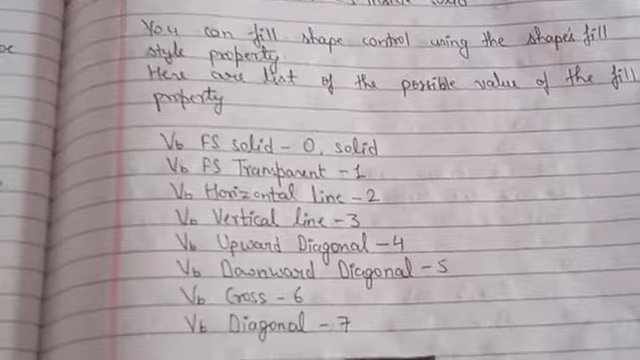 inside solid
You can fill shape control using the shape's fill
style property
Here are list of the possible value of the fill
property
Vb FS solid - 0, solid
Vb FS Transparent - 1
Vb Horizontal line - 2
Vb Vertical line - 3
Vb Upward Diagonal - 4
Vb Downward Diagonal - 5
Vb Cross - 6
Vb Diagonal - 7